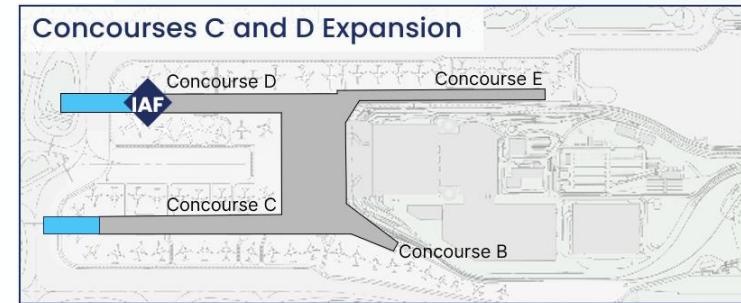 Concourses C and D Expansion
Concourse D
Concourse E
IAF
Concourse C
Concourse B